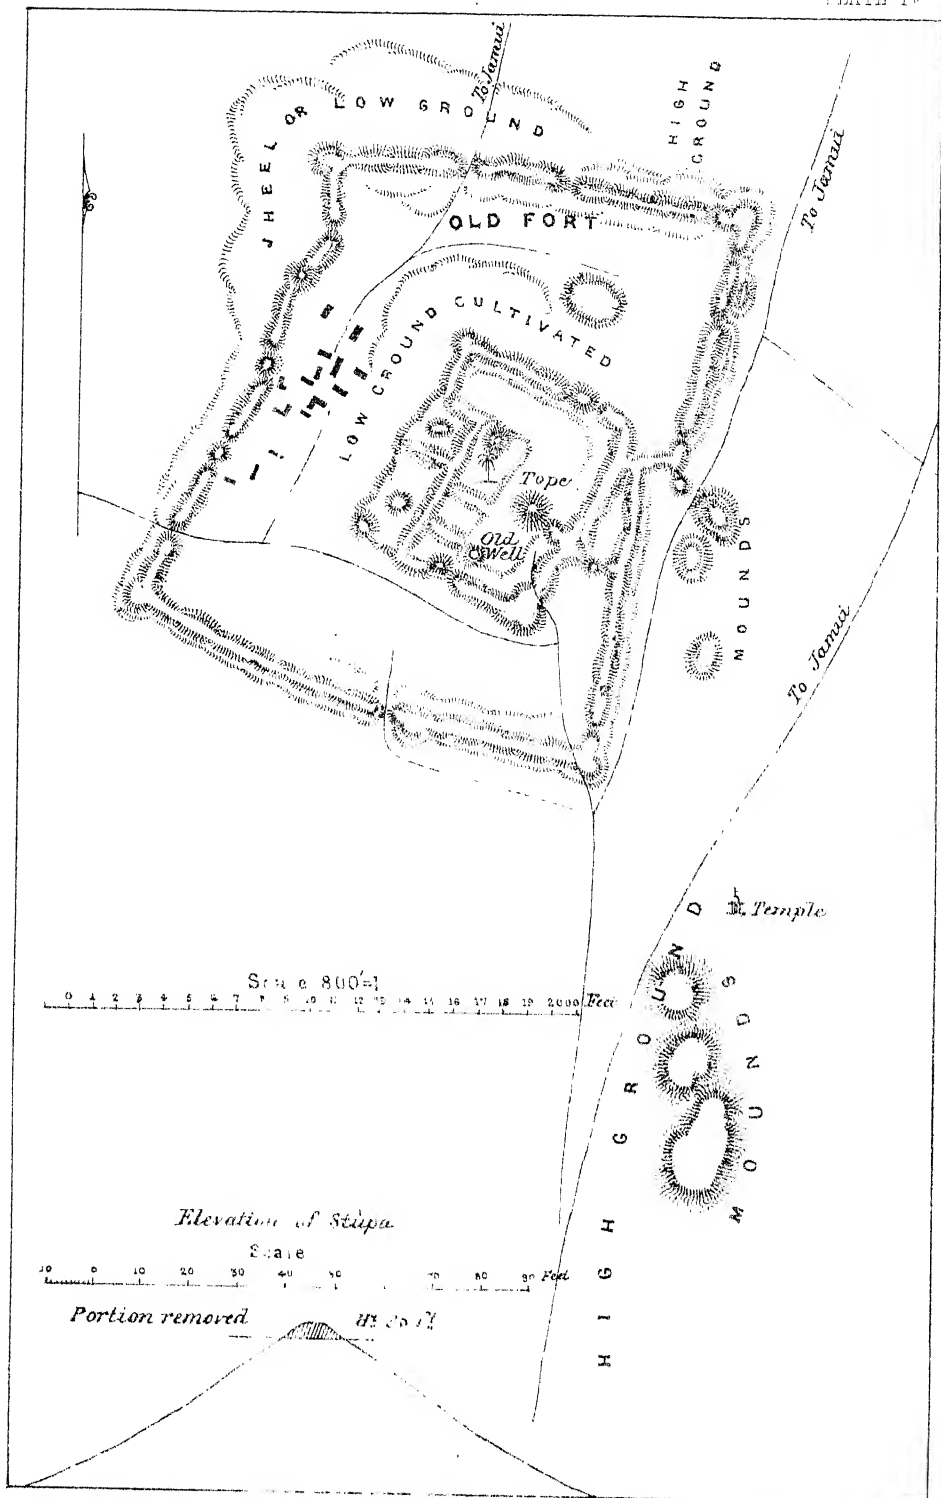 PLATE
To Jamui
HIGH
GROUND
JHEEL OR LOW GROUND
To Jamui
OLD FORT
LOW GROUND CULTIVATED
Tope
Old
Well
MOUNDS
To Jamui
Temple
HIGH GROUND
MOUNDS
Scale 800'=1
0 1 2 3 4 5 6 7 8 9 10 11 12 13 14 15 16 17 18 19 2000 Feet
Elevation of Stûpa
Scale
10 0 10 20 30 40 50 70 80 90 Feet
Portion removed Ht